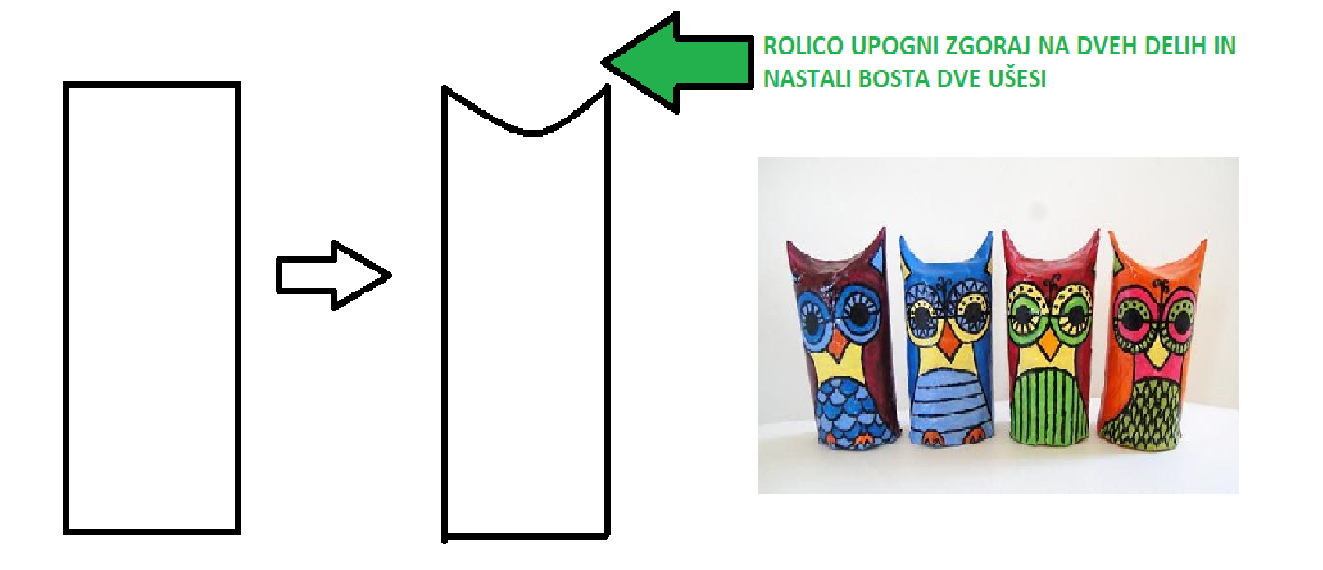 ROLICO UPOGNI ZGORAJ NA DVEH DELIH IN
NASTALI BOSTA DVE UŠESI